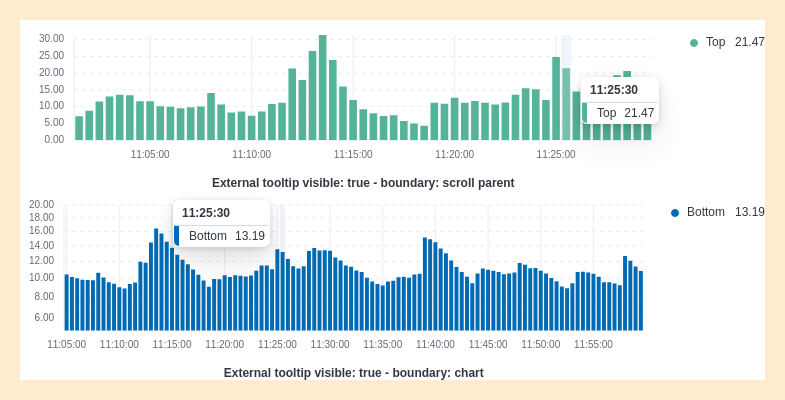 30.00
25.00
20.00
15.00
10.00
5.00
0.00
11:05:00 11:10:00 11:15:00 11:20:00 11:25:00
Top 21.47
11:25:30
Top 21.47
External tooltip visible: true - boundary: scroll parent
20.00
18.00
16.00
14.00
12.00
10.00
8.00
6.00
11:05:00 11:10:00 11:15:00 11:20:00 11:25:00 11:30:00 11:35:00 11:40:00 11:45:00 11:50:00 11:55:00
Bottom 13.19
11:25:30
Bottom 13.19
External tooltip visible: true - boundary: chart